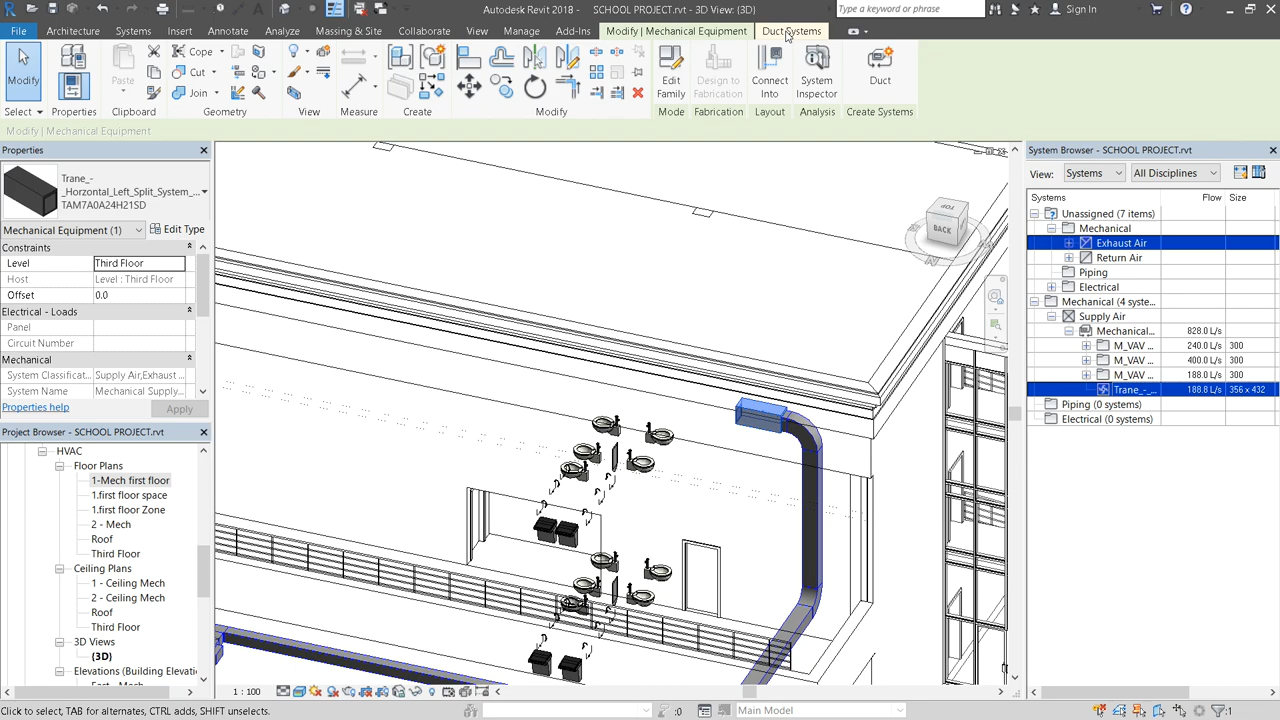 Autodesk Revit 2018 - SCHOOL PROJECT.rvt - 3D View: (3D)
Type a keyword or phrase
Sign In
File Architecture Systems Insert Annotate Analyze Massing & Site Collaborate View Manage Add-Ins Modify | Mechanical Equipment Duct Systems
Modify
Paste
Cope
Cut
Join
Edit Family
Design to Fabrication
Connect Into
System Inspector
Duct
Select Properties Clipboard Geometry View Measure Create Modify Mode Fabrication Layout Analysis Create Systems
Modify | Mechanical Equipment
Properties
Trane_-
_Horzontal_Left_Split_System_...
TAM7A0A24H21SD
Mechanical Equipment (1)
Edit Type
Constraints
Level Third Floor
Host Level : Third Floor
Offset 0.0
Electrical - Loads
Panel
Circuit Number
Mechanical
System Classificat... Supply Air,Exhaust ...
System Name Mechanical Supply...
Properties help
Apply
Project Browser - SCHOOL PROJECT.rvt
HVAC
Floor Plans
1-Mech first floor
1.first floor space
1.first floor Zone
2 - Mech
Roof
Third Floor
Ceiling Plans
1 - Ceiling Mech
2 - Ceiling Mech
Roof
Third Floor
3D Views
(3D)
Elevations (Building Elevatio
TOP
BACK
System Browser - SCHOOL PROJECT.rvt
View: Systems All Disciplines
Systems Flow Size
Unassigned (7 items)
Mechanical
Exhaust Air
Return Air
Piping
Electrical
Mechanical (4 syste...
Supply Air
Mechanical... 828.0 L/s
M_VAV ... 240.0 L/s 300
M_VAV ... 400.0 L/s 300
M_VAV ... 188.0 L/s 300
Trane_-_... 188.8 L/s 356 x 432
Piping (0 systems)
Electrical (0 systems)
1 : 100
Click to select, TAB for alternates, CTRL adds, SHIFT unselects.
:0
Main Model
:1